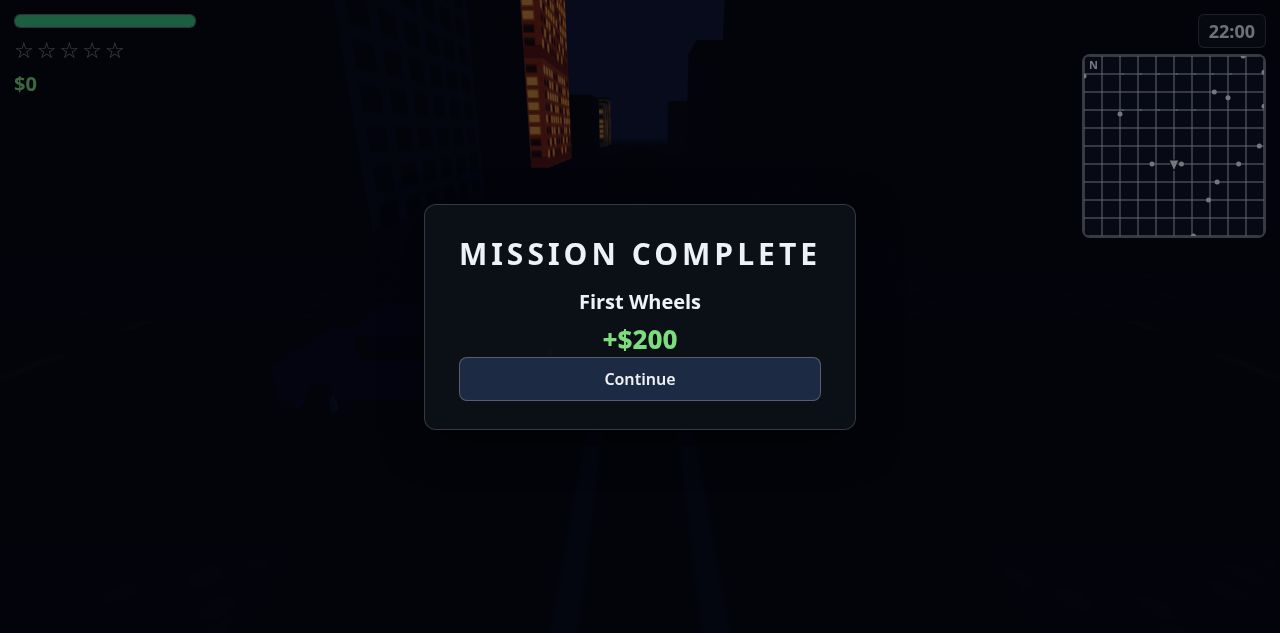 ☆☆☆☆☆
$0
22:00
N
MISSION COMPLETE
First Wheels
+$200
Continue